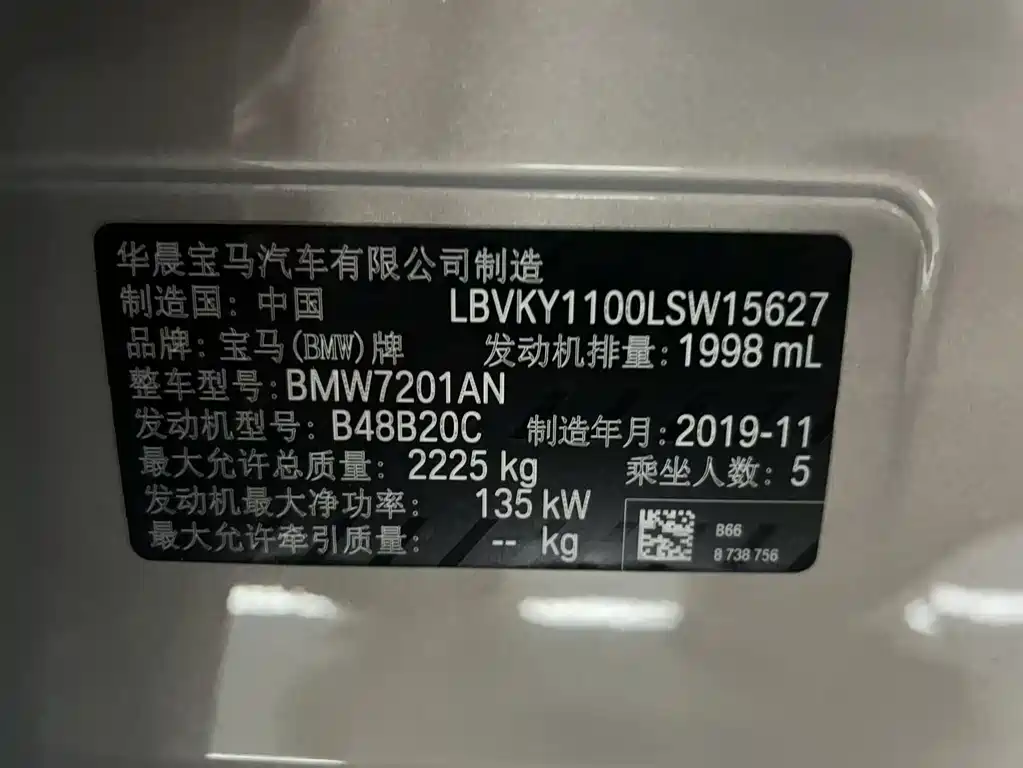 华晨宝马汽车有限公司制造
制造国: 中国 LBVKY1100LSW15627
品牌: 宝马(BMW)牌 发动机排量: 1998 mL
整车型号: BMW7201AN
发动机型号: B48B20C 制造年月: 2019-11
最大允许总质量: 2225 kg 乘坐人数: 5
发动机最大净功率: 135 kW
最大允许牵引质量: -- kg
B66
8 738 756